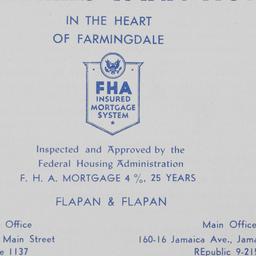 IN THE HEART
OF FARMINGDALE
FHA
INSURED
MORTGAGE
SYSTEM
Inspected and Approved by the
Federal Housing Administration
F. H. A. MORTGAGE 4 %, 25 YEARS
FLAPAN & FLAPAN
Office
Main Office
Main Street
160-16 Jamaica Ave., Jama
e 1137
REpublic 9-21